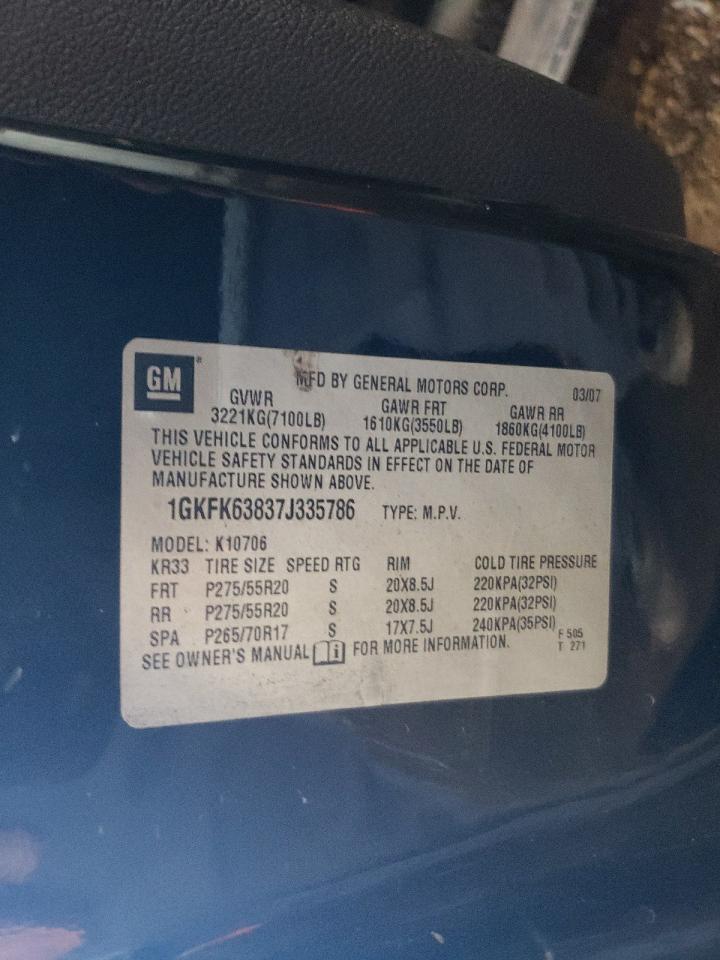 GM®
MFD BY GENERAL MOTORS CORP. 03/07
GVWR GAWR FRT GAWR RR
3221KG(7100LB) 1610KG(3550LB) 1860KG(4100LB)
THIS VEHICLE CONFORMS TO ALL APPLICABLE U.S. FEDERAL MOTOR
VEHICLE SAFETY STANDARDS IN EFFECT ON THE DATE OF
MANUFACTURE SHOWN ABOVE.
1GKFK63837J335786 TYPE: M.P.V.
MODEL: K10706
KR33 TIRE SIZE SPEED RTG RIM COLD TIRE PRESSURE
FRT P275/55R20 S 20X8.5J 220KPA(32PSI)
RR P275/55R20 S 20X8.5J 220KPA(32PSI)
SPA P265/70R17 S 17X7.5J 240KPA(35PSI)
F 505
T 271
SEE OWNER'S MANUAL i FOR MORE INFORMATION.